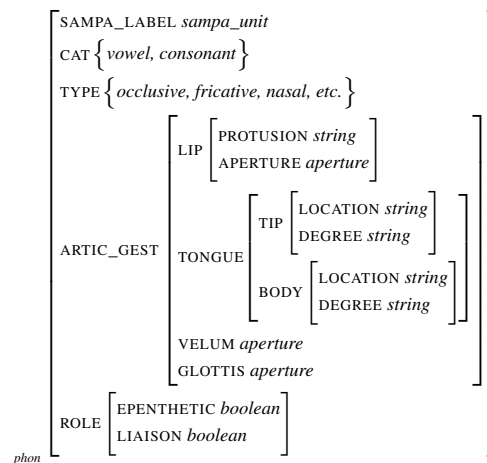 SAMPA_LABEL sampa_unit
CAT {vowel, consonant}
TYPE {occlusive, fricative, nasal, etc.}
LIP
PROTUSION string
APERTURE aperture
ARTIC_GEST
TONGUE
TIP
LOCATION string
DEGREE string
BODY
LOCATION string
DEGREE string
VELUM aperture
GLOTTIS aperture
ROLE
EPENTHETIC boolean
LIAISON boolean
phon